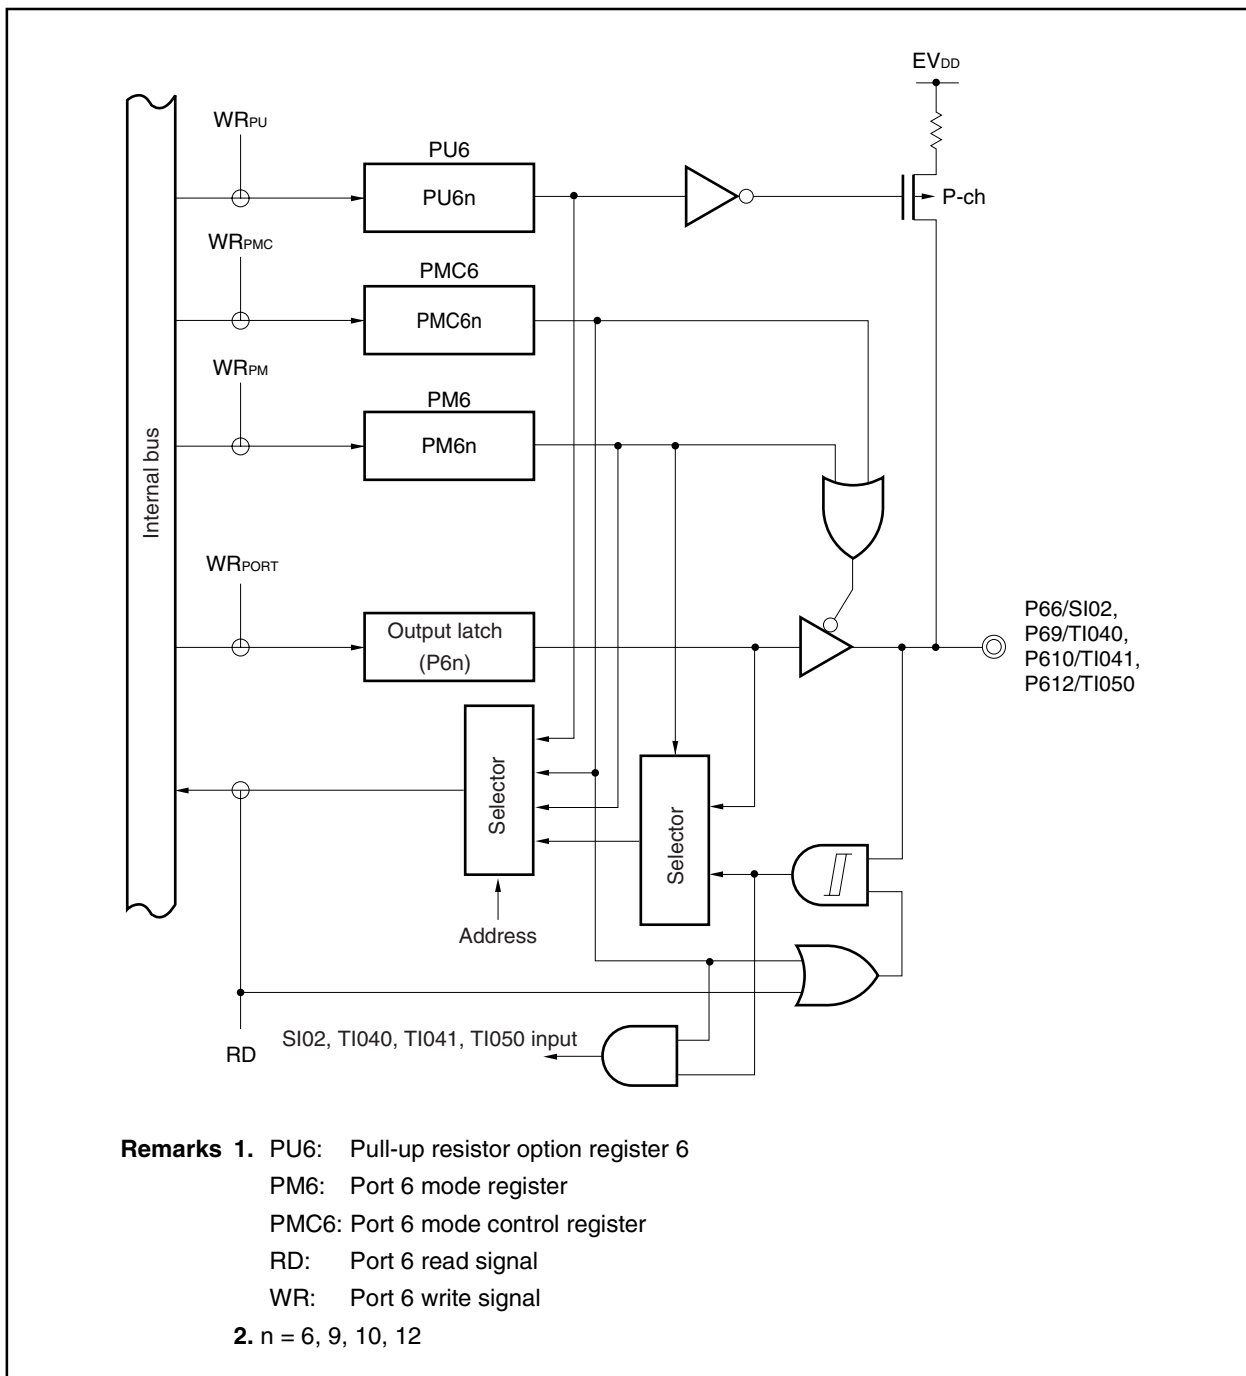 EVDD
WRPU
PU6
PU6n
P-ch
WRPMC
PMC6
PMC6n
WRPM
PM6
PM6n
Internal bus
WRPORT
Output latch
(P6n)
P66/SI02,
P69/TI040,
P610/TI041,
P612/TI050
Selector
Selector
Address
SI02, TI040, TI041, TI050 input
RD
Remarks 1. PU6: Pull-up resistor option register 6
PM6: Port 6 mode register
PMC6: Port 6 mode control register
RD: Port 6 read signal
WR: Port 6 write signal
2. n = 6, 9, 10, 12